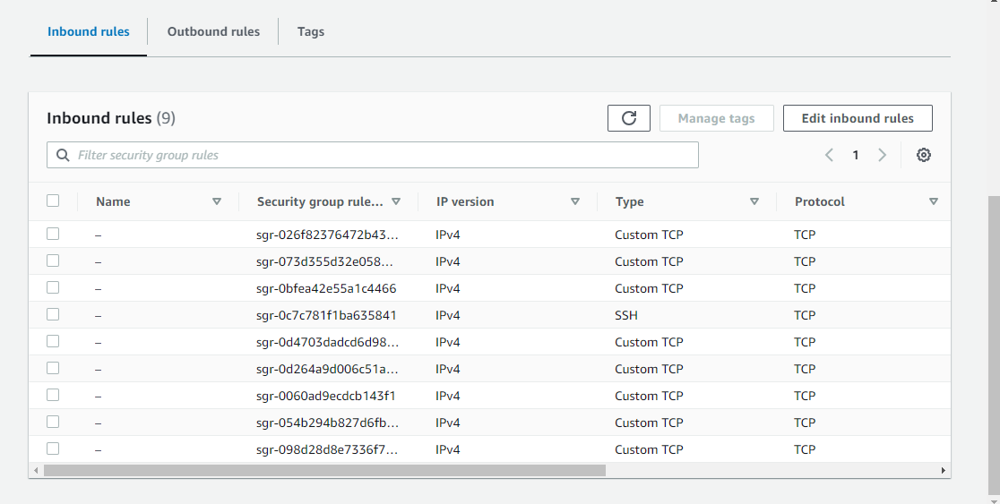 Inbound rules Outbound rules Tags
Inbound rules (9) Manage tags Edit inbound rules
Filter security group rules 1
Name Security group rule... IP version Type Protocol
– sgr-026f82376472b43... IPv4 Custom TCP TCP
– sgr-073d355d32e058... IPv4 Custom TCP TCP
– sgr-0bfea42e55a1c4466 IPv4 Custom TCP TCP
– sgr-0c7c781f1ba635841 IPv4 SSH TCP
– sgr-0d4703dadcd6d98... IPv4 Custom TCP TCP
– sgr-0d264a9d006c51a... IPv4 Custom TCP TCP
– sgr-0060ad9ecdcb143f1 IPv4 Custom TCP TCP
– sgr-054b294b827d6fb... IPv4 Custom TCP TCP
– sgr-098d28d8e7336f7... IPv4 Custom TCP TCP